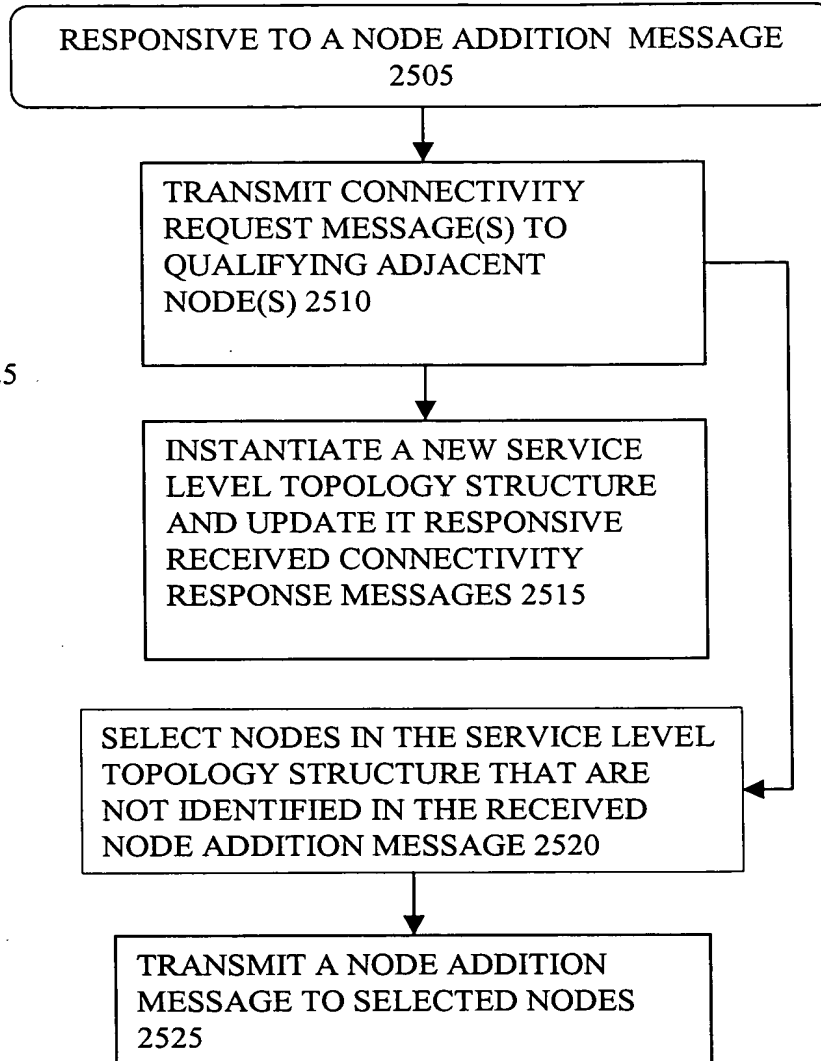 RESPONSIVE TO A NODE ADDITION MESSAGE
2505
TRANSMIT CONNECTIVITY
REQUEST MESSAGE(S) TO
QUALIFYING ADJACENT
NODE(S) 2510
5
INSTANTIATE A NEW SERVICE
LEVEL TOPOLOGY STRUCTURE
AND UPDATE IT RESPONSIVE
RECEIVED CONNECTIVITY
RESPONSE MESSAGES 2515
SELECT NODES IN THE SERVICE LEVEL
TOPOLOGY STRUCTURE THAT ARE
NOT IDENTIFIED IN THE RECEIVED
NODE ADDITION MESSAGE 2520
TRANSMIT A NODE ADDITION
MESSAGE TO SELECTED NODES
2525